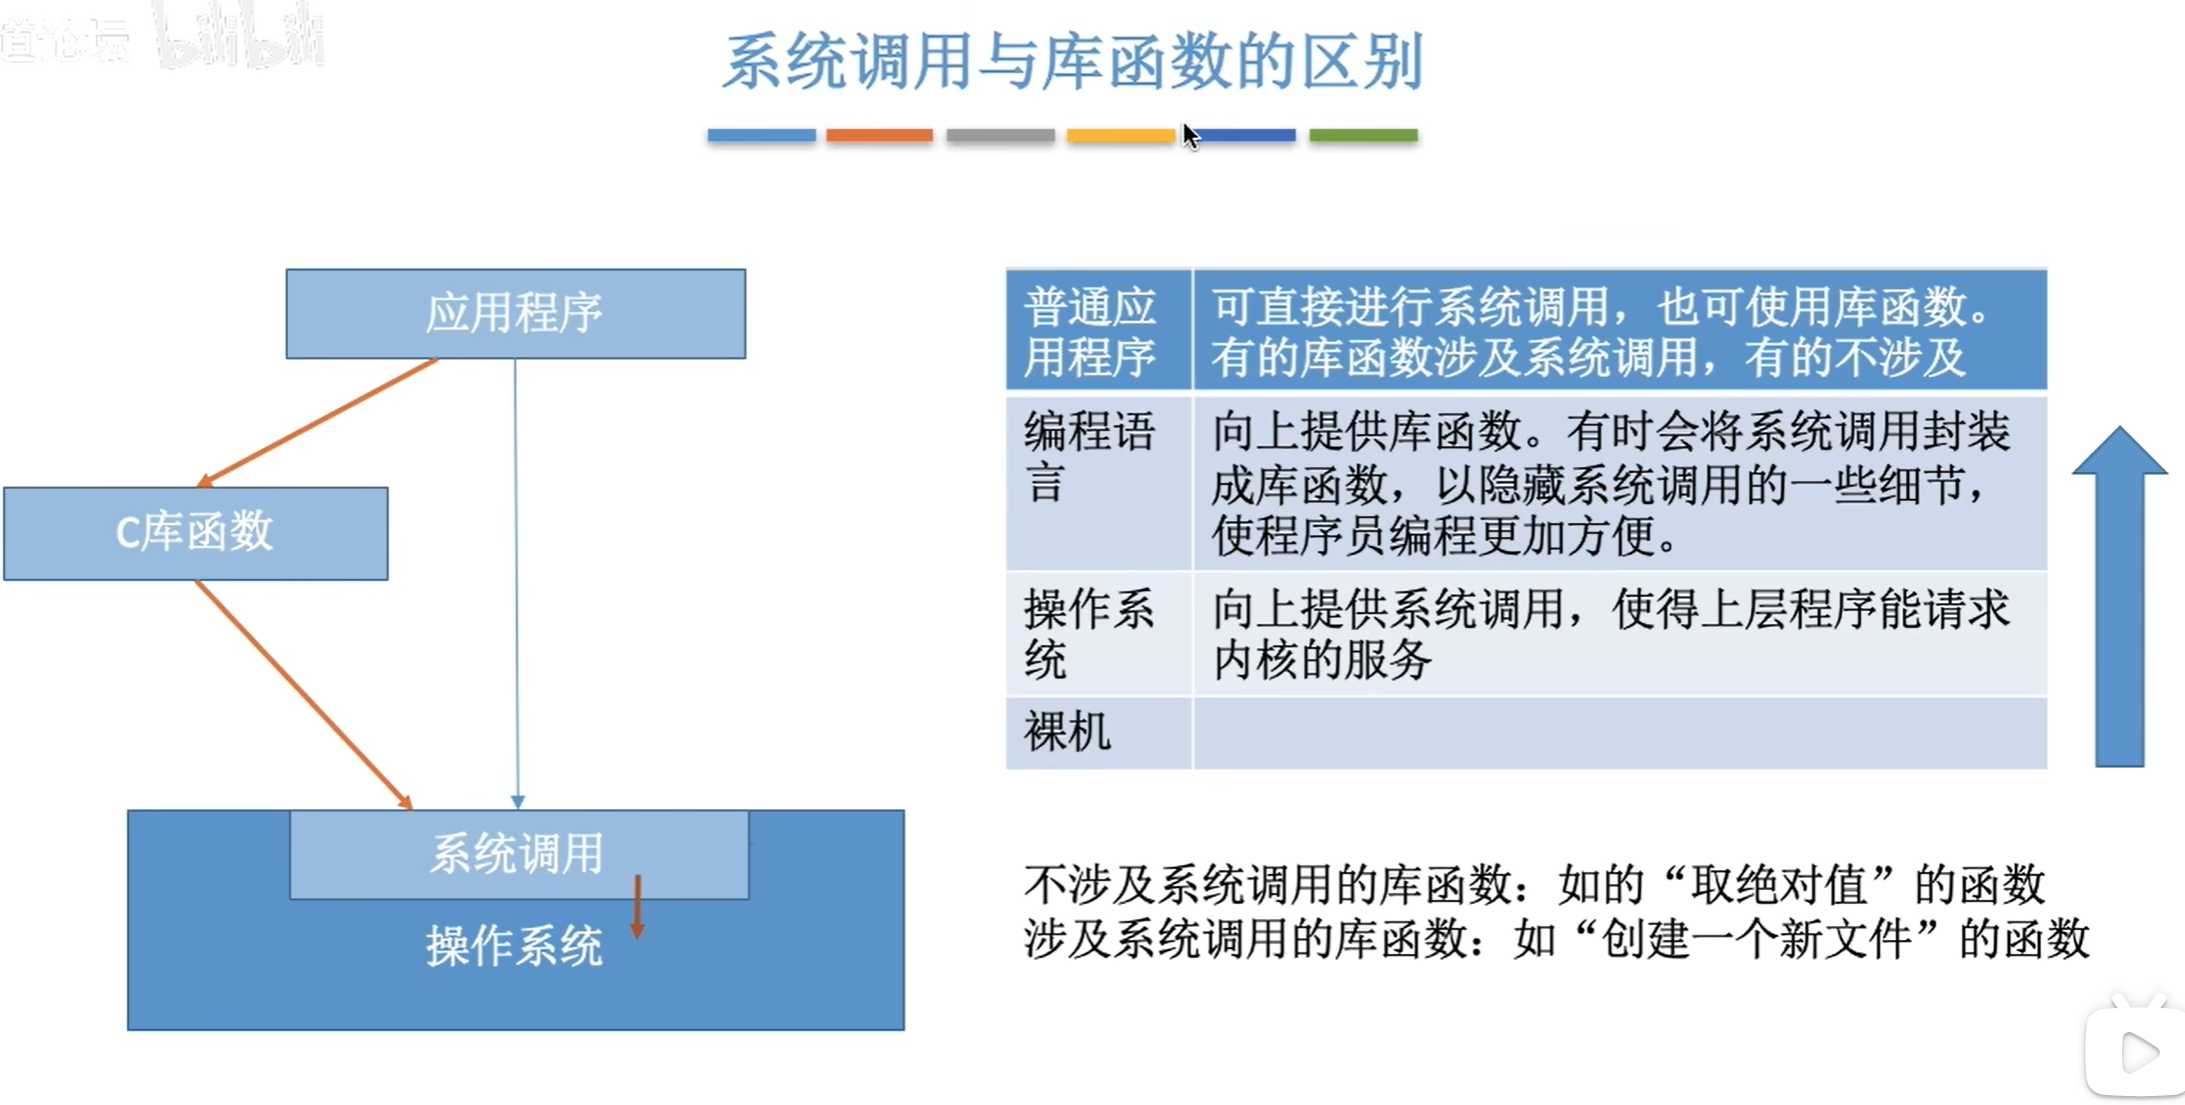 道论坛 bilibili
系统调用与库函数的区别
应用程序
C库函数
系统调用
操作系统
普通应
用程序
可直接进行系统调用，也可使用库函数。
有的库函数涉及系统调用，有的不涉及
编程语
言
向上提供库函数。有时会将系统调用封装
成库函数，以隐藏系统调用的一些细节，
使程序员编程更加方便。
操作系
统
向上提供系统调用，使得上层程序能请求
内核的服务
裸机
不涉及系统调用的库函数：如的“取绝对值”的函数
涉及系统调用的库函数：如“创建一个新文件”的函数